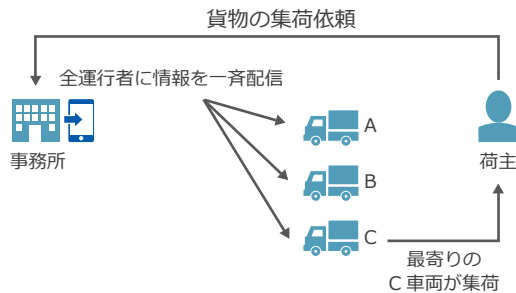 貨物の集荷依頼
全運行者に情報を一斉配信
事務所
A
B
C
荷主
最寄りの
C 車両が集荷